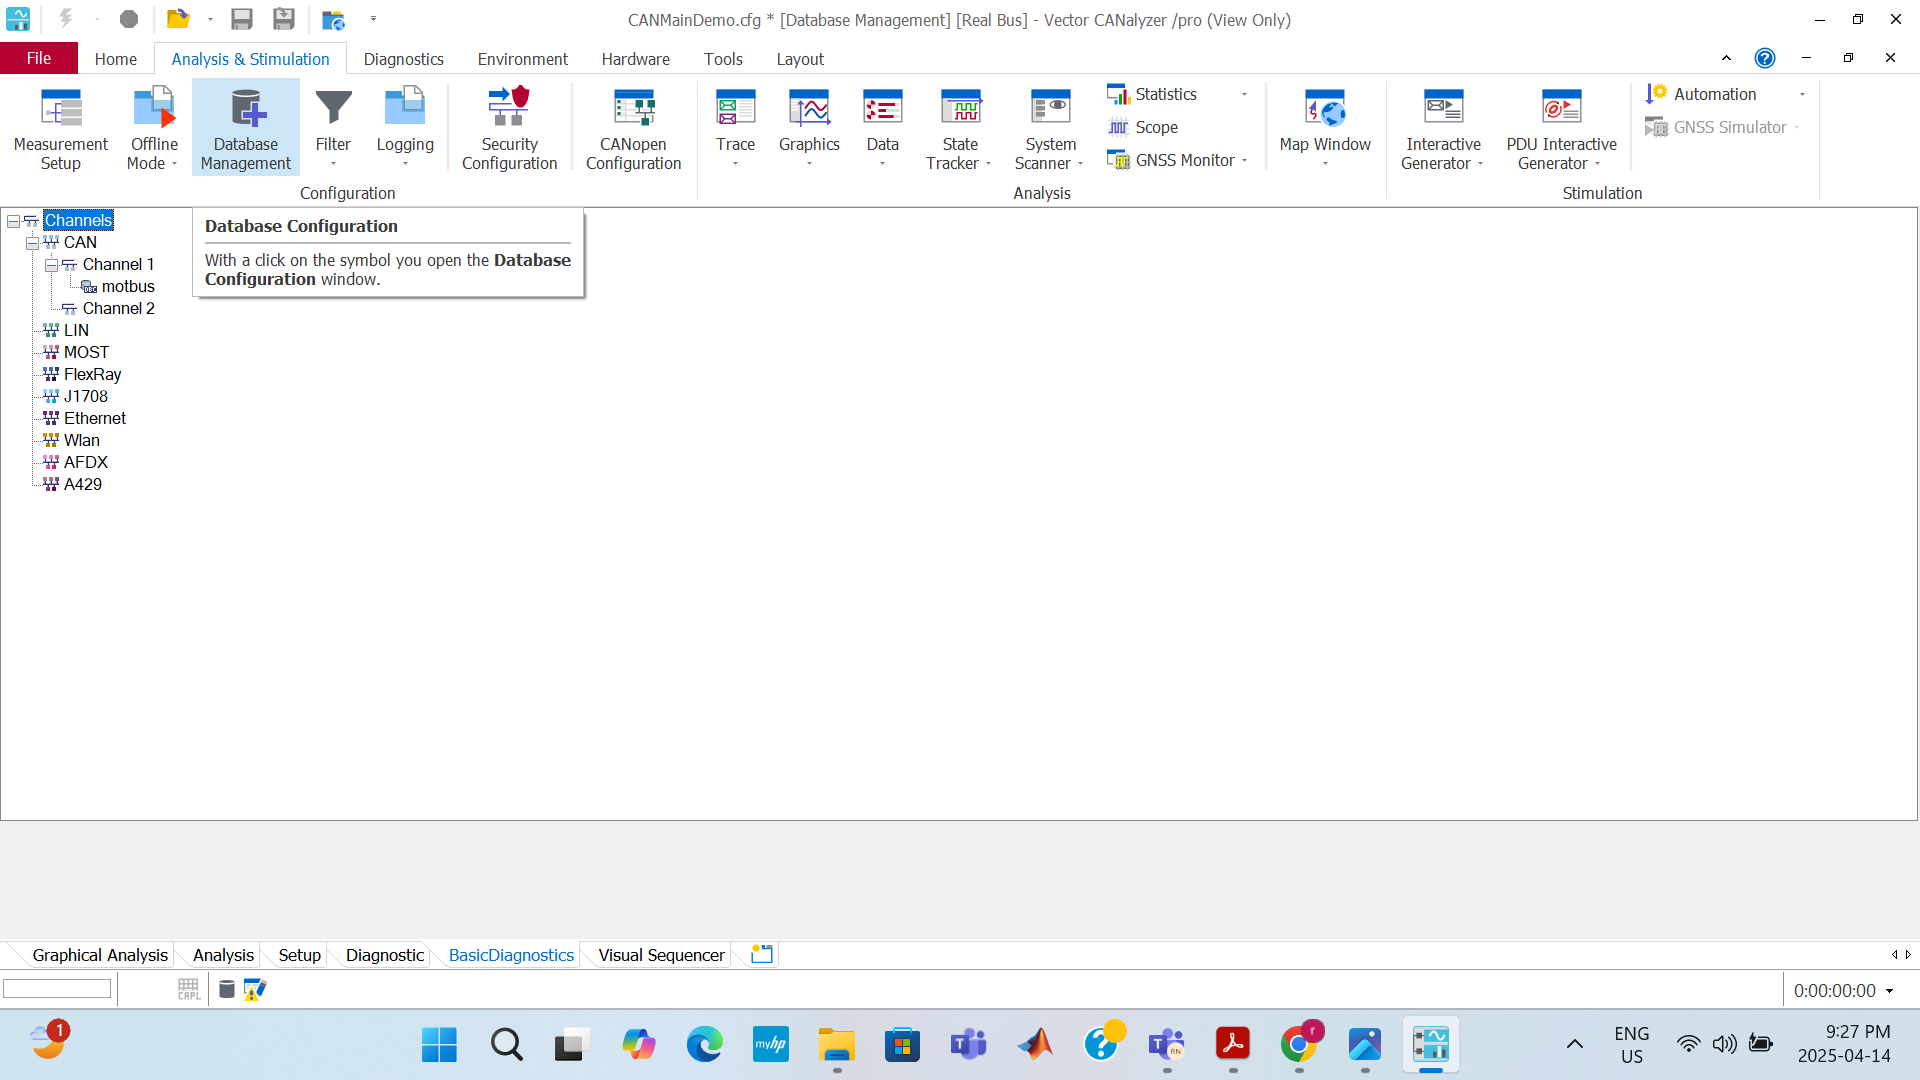 CANMainDemo.cfg * [Database Management] [Real Bus] - Vector CANalyzer /pro (View Only)
File
Home
Analysis & Stimulation
Diagnostics
Environment
Hardware
Tools
Layout
Measurement
Setup
Offline
Mode
Database
Management
Filter
Logging
Security
Configuration
CANopen
Configuration
Configuration
Trace
Graphics
Data
State
Tracker
System
Scanner
Statistics
Scope
GNSS Monitor
Map Window
Analysis
Interactive
Generator
PDU Interactive
Generator
Automation
GNSS Simulator
Stimulation
Channels
CAN
Channel 1
DBC
motbus
Channel 2
LIN
MOST
FlexRay
J1708
Ethernet
Wlan
AFDX
A429
Database Configuration
With a click on the symbol you open the Database
Configuration window.
Graphical Analysis
Analysis
Setup
Diagnostic
BasicDiagnostics
Visual Sequencer
CAPL
0:00:00:00
1
myhp
T
T
RN
r
ENG
US
9:27 PM
2025-04-14